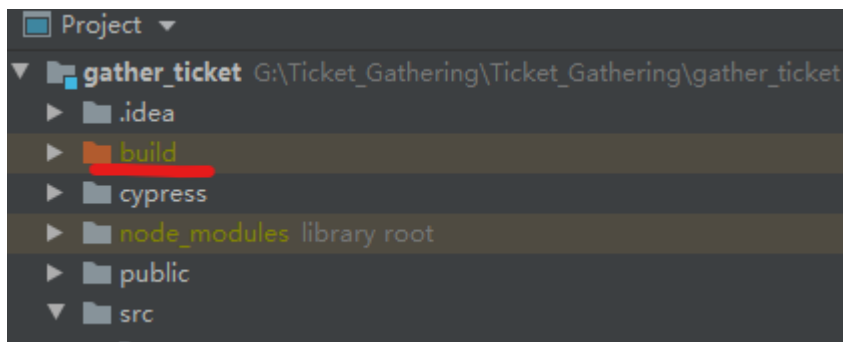 Project
gather_ticket G:\Ticket_Gathering\Ticket_Gathering\gather_ticket
.idea
build
cypress
node_modules library root
public
src